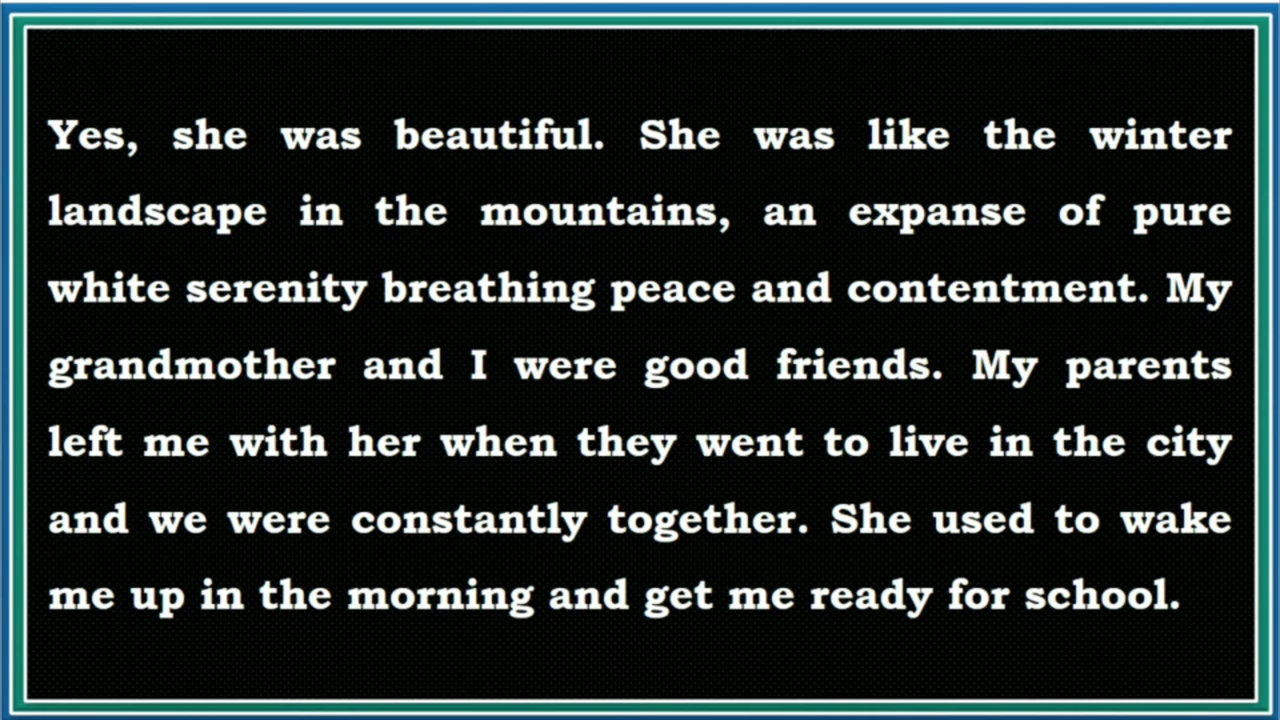 Yes, she was beautiful. She was like the winter
landscape in the mountains, an expanse of pure
white serenity breathing peace and contentment. My
grandmother and I were good friends. My parents
left me with her when they went to live in the city
and we were constantly together. She used to wake
me up in the morning and get me ready for school.